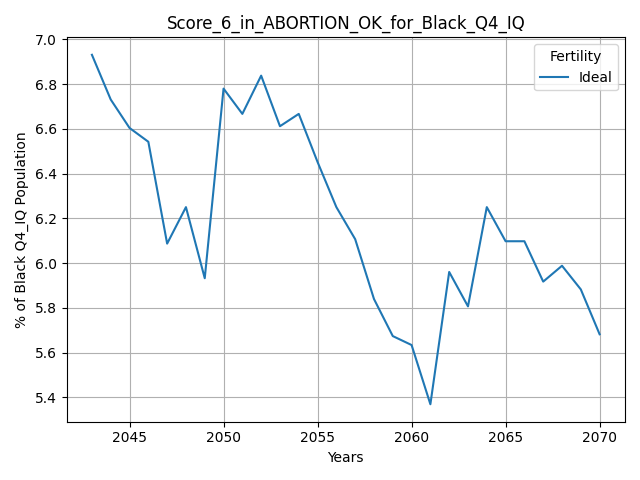 Score_6_in_ABORTION_OK_for_Black_Q4_IQ
Fertility
Ideal
% of Black Q4_IQ Population
7.0
6.8
6.6
6.4
6.2
6.0
5.8
5.6
5.4
2045 2050 2055 2060 2065 2070
Years